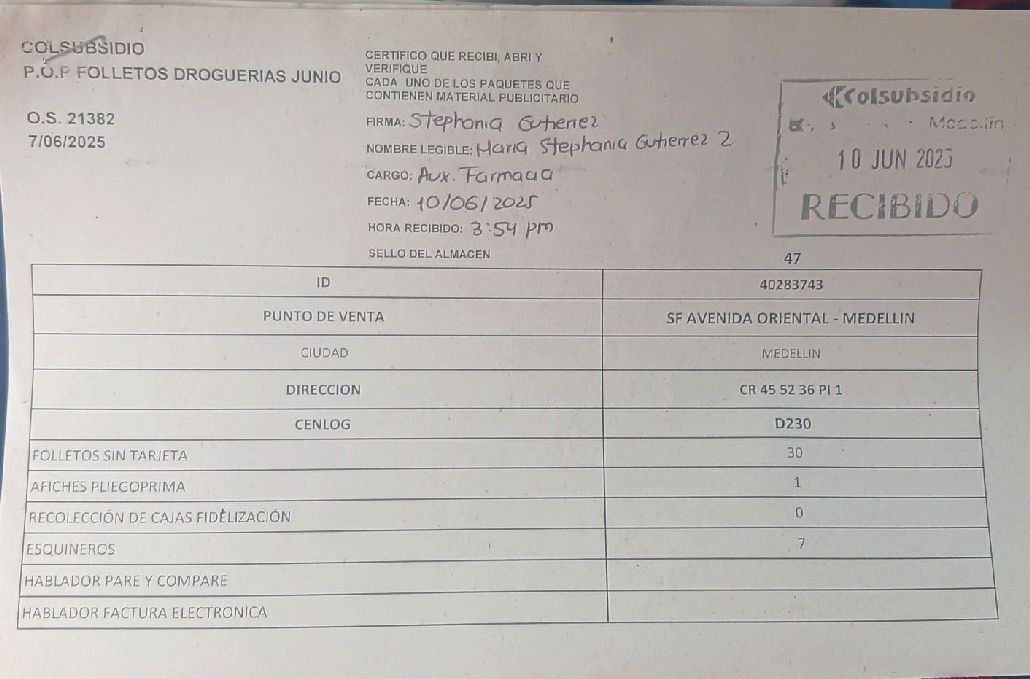 COLSUBSIDIO
P.O.P FOLLETOS DROGUERIAS JUNIO
O.S. 21382
7/06/2025
CERTIFICO QUE RECIBI, ABRI Y
VERIFIQUE
CADA UNO DE LOS PAQUETES QUE
CONTIENEN MATERIAL PUBLICITARIO
FIRMA: Stephania Gutierrez
NOMBRE LEGIBLE: Maria Stephania Gutierrez Z
CARGO: Aux. Farmacia
FECHA: 10/06/2025
HORA RECIBIDO: 3:54 pm
SELLO DEL ALMACEN
Colsubsidio
Medellin
10 JUN 2025
RECIBIDO
47
ID 40283743
PUNTO DE VENTA SF AVENIDA ORIENTAL - MEDELLIN
CIUDAD MEDELLIN
DIRECCION CR 45 52 36 PI 1
CENLOG D230
FOLLETOS SIN TARJETA 30
AFICHES PLIEGOPRIMA 1
RECOLECCIÓN DE CAJAS FIDELIZACIÓN 0
ESQUINEROS 7
HABLADOR PARE Y COMPARE
HABLADOR FACTURA ELECTRONICA